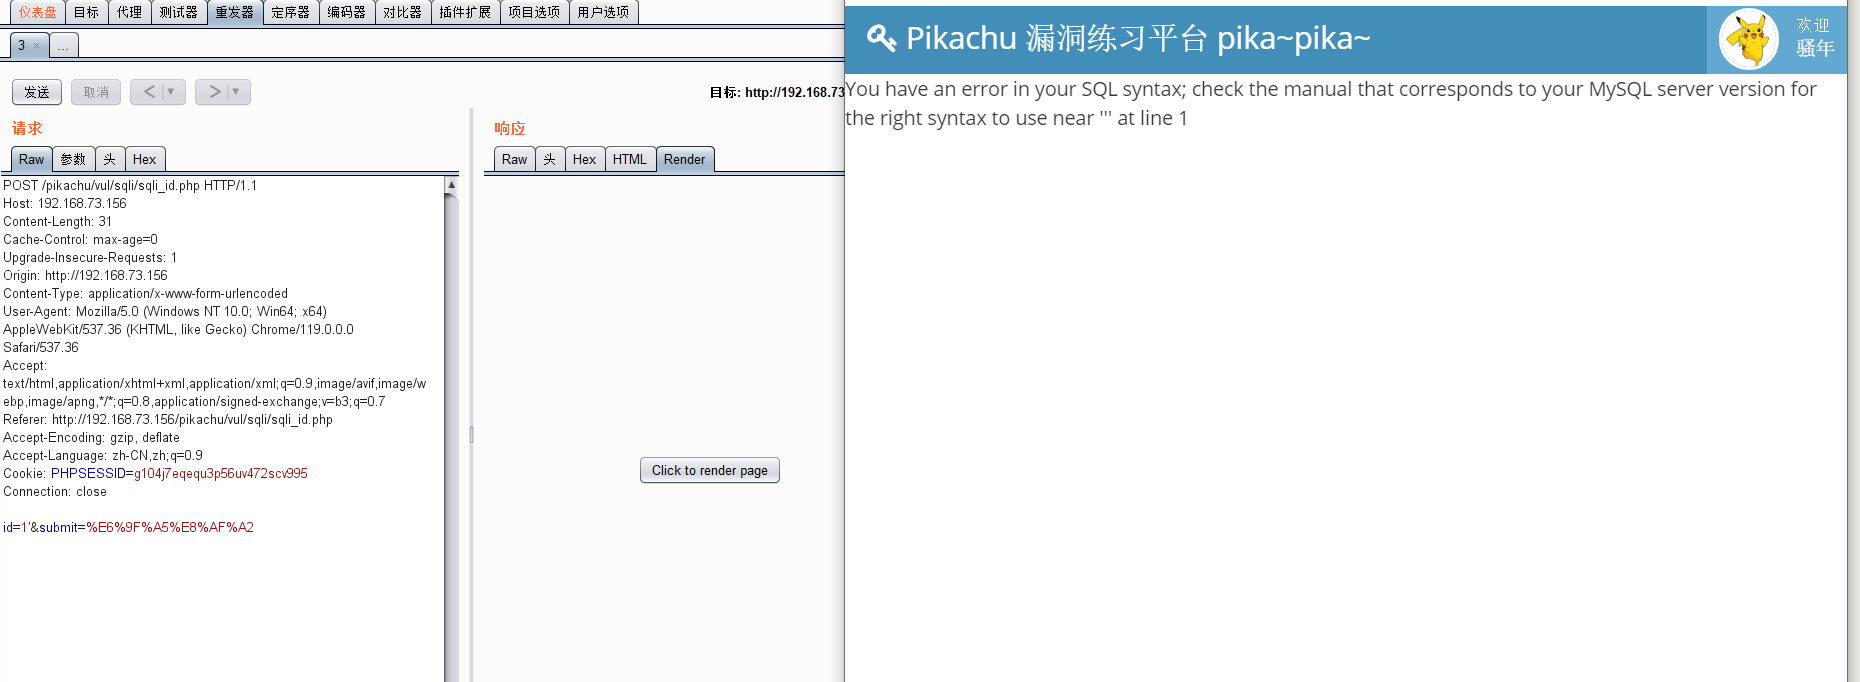 仪表盘 目标 代理 测试器 重发器 定序器 编码器 对比器 插件扩展 项目选项 用户选项
3 × ...
发送 取消 < ▼ > ▼ 目标: http://192.168.73
请求
Raw 参数 头 Hex
POST /pikachu/vul/sqli/sqli_id.php HTTP/1.1
Host: 192.168.73.156
Content-Length: 31
Cache-Control: max-age=0
Upgrade-Insecure-Requests: 1
Origin: http://192.168.73.156
Content-Type: application/x-www-form-urlencoded
User-Agent: Mozilla/5.0 (Windows NT 10.0; Win64; x64)
AppleWebKit/537.36 (KHTML, like Gecko) Chrome/119.0.0.0
Safari/537.36
Accept:
text/html,application/xhtml+xml,application/xml;q=0.9,image/avif,image/w
ebp,image/apng,*/*;q=0.8,application/signed-exchange;v=b3;q=0.7
Referer: http://192.168.73.156/pikachu/vul/sqli/sqli_id.php
Accept-Encoding: gzip, deflate
Accept-Language: zh-CN,zh;q=0.9
Cookie: PHPSESSID=g104j7eqequ3p56uv472scv995
Connection: close
id=1'&submit=%E6%9F%A5%E8%AF%A2
响应
Raw 头 Hex HTML Render
Click to render page
Pikachu 漏洞练习平台 pika~pika~
欢迎
骚年
You have an error in your SQL syntax; check the manual that corresponds to your MySQL server version for
the right syntax to use near ''' at line 1